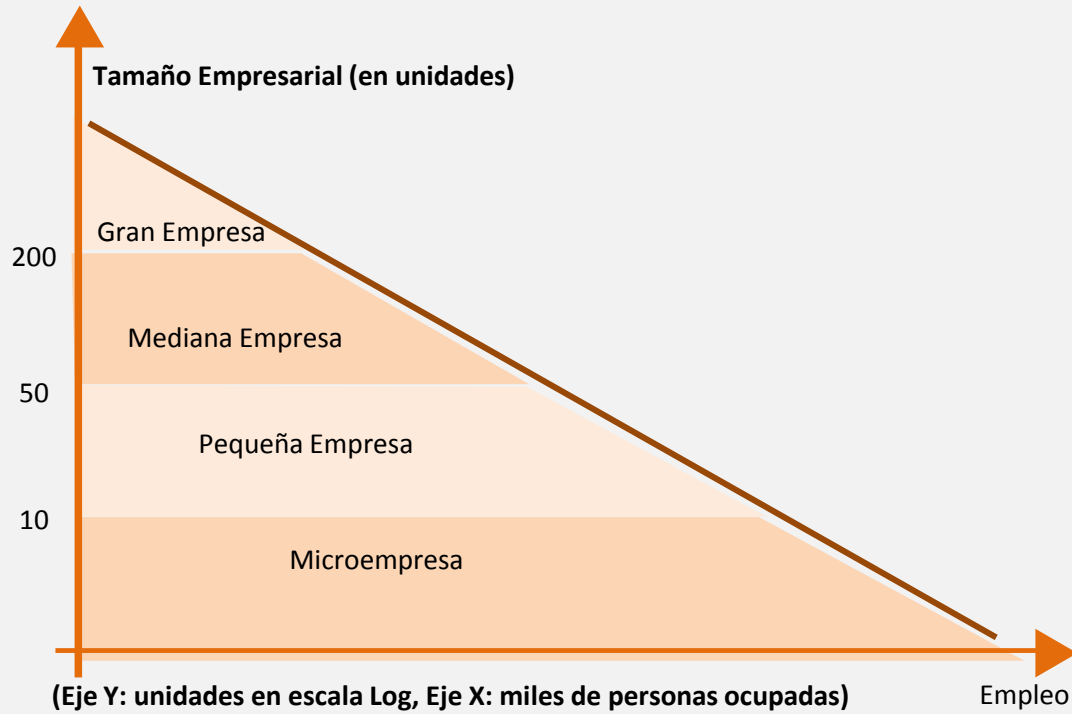 Tamaño Empresarial (en unidades)
Gran Empresa
200
Mediana Empresa
50
Pequeña Empresa
10
Microempresa
(Eje Y: unidades en escala Log, Eje X: miles de personas ocupadas)
Empleo